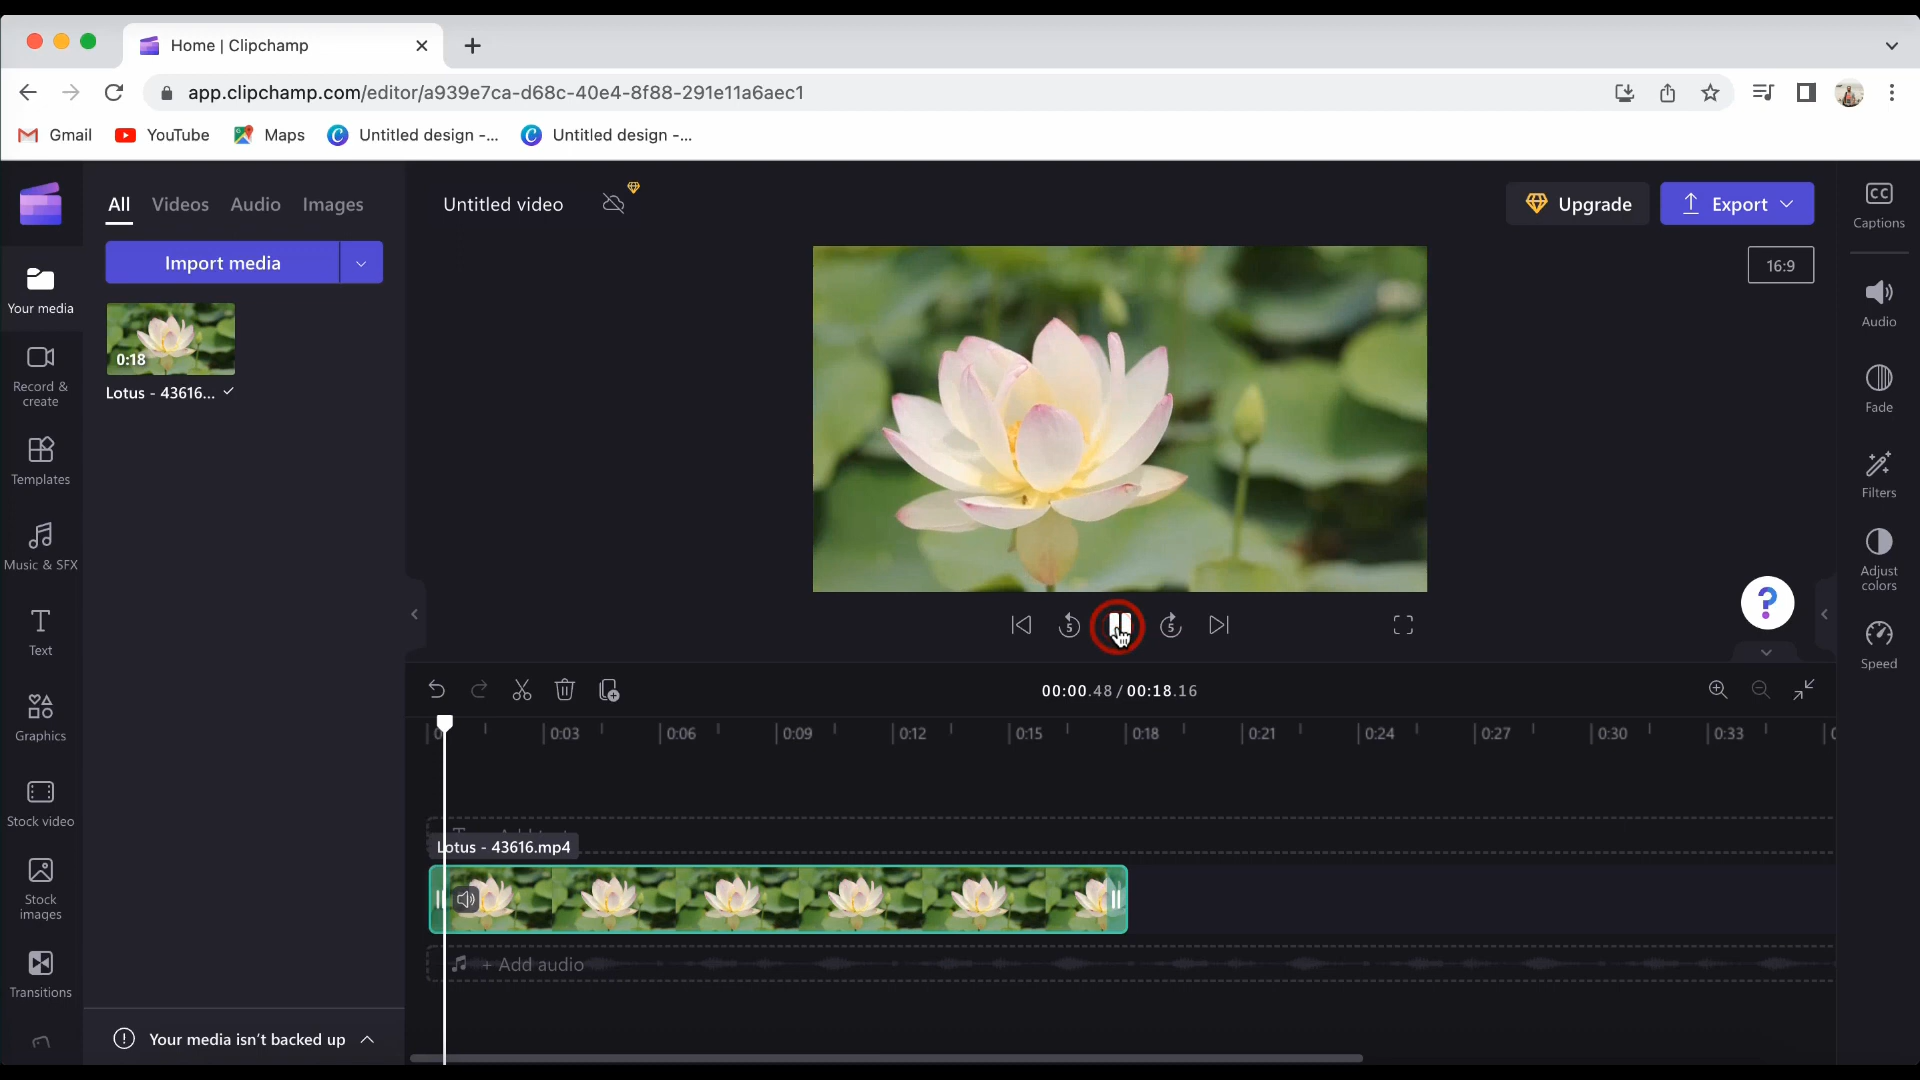 Home | Clipchamp
app.clipchamp.com/editor/a939e7ca-d68c-40e4-8f88-291e11a6aec1
Gmail
YouTube
Maps
Untitled design -...
Untitled design -...
All
Videos
Audio
Images
Untitled video
Upgrade
Export
CC
Captions
Import media
16:9
Your media
0:18
Lotus - 43616...
Audio
Record &
create
Fade
Templates
Filters
Music & SFX
Adjust
colors
?
5
5
T
Text
Speed
00:00.48 / 00:18.16
Graphics
0:03
0:06
0:09
0:12
0:15
0:18
0:21
0:24
0:27
0:30
0:33
Stock video
Lotus - 43616.mp4
Stock
images
+ Add audio
Transitions
Your media isn't backed up